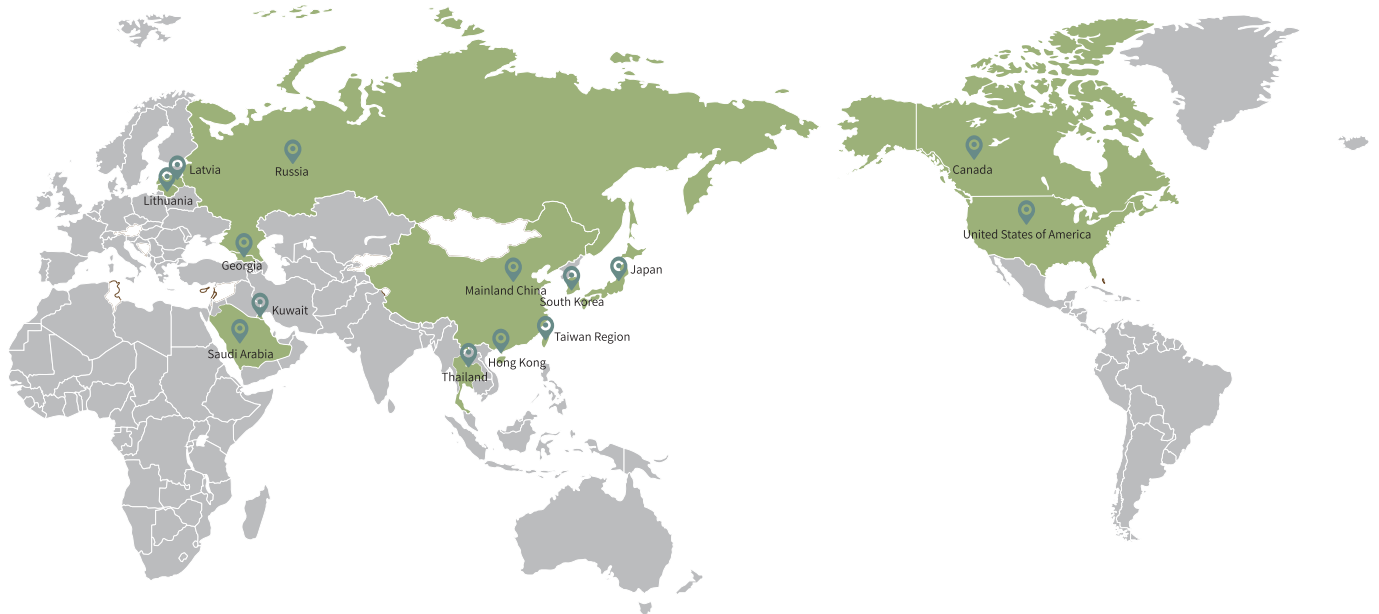 Latvia
Russia
Canada
Lithuania
United States of America
Georgia
Japan
Mainland China
South Korea
Kuwait
Taiwan Region
Saudi Arabia
Hong Kong
Thailand